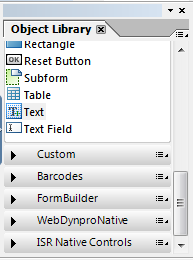 Object Library
Rectangle
OK Reset Button
Subform
Table
T Text
Text Field
Custom
Barcodes
FormBuilder
WebDynproNative
ISR Native Controls